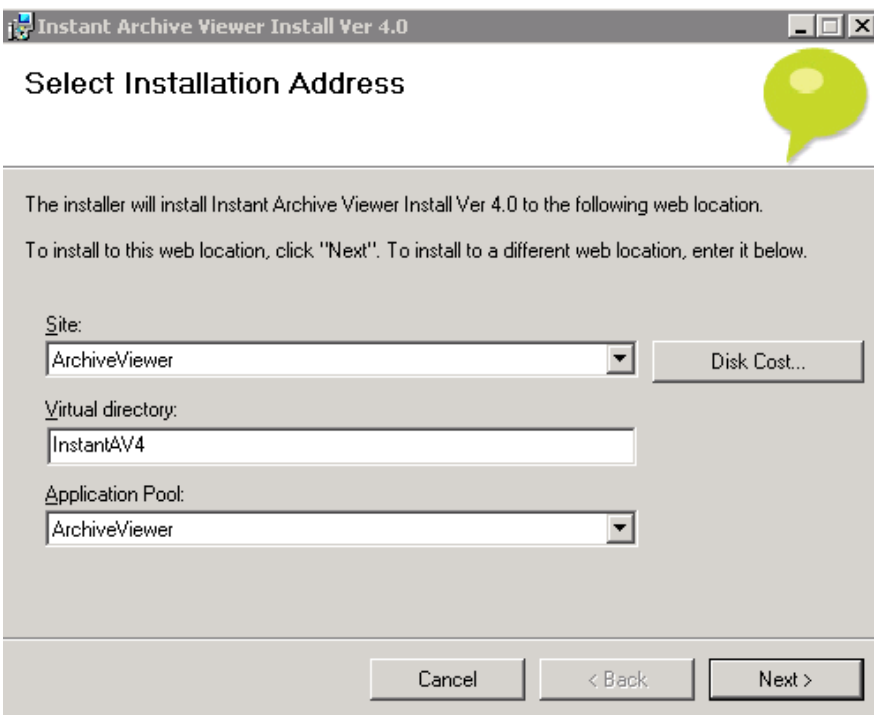 Instant Archive Viewer Install Ver 4.0
Select Installation Address
The installer will install Instant Archive Viewer Install Ver 4.0 to the following web location.
To install to this web location, click "Next". To install to a different web location, enter it below.
Site:
ArchiveViewer
Disk Cost...
Virtual directory:
InstantAV4
Application Pool:
ArchiveViewer
Cancel
< Back
Next >